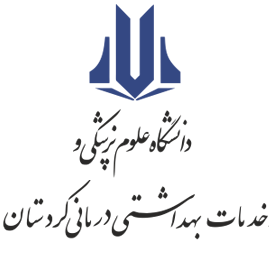 دانشگاه علوم پزشکی و
خدمات بهداشتی درمانی کردستان